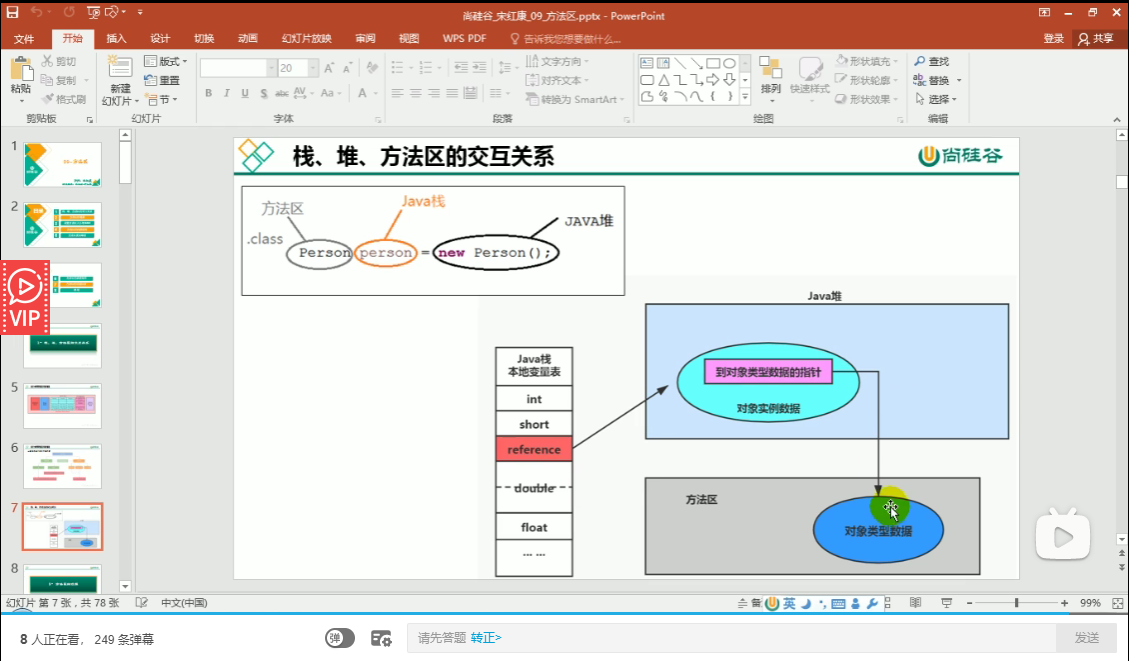 尚硅谷_宋红康_09_方法区.pptx - PowerPoint
文件 开始 插入 设计 切换 动画 幻灯片放映 审阅 视图 WPS PDF 告诉我您想要做什么... 登录 共享
粘贴 剪切 复制 格式刷 剪贴板
新建 幻灯片 版式 重置 节 幻灯片
20
B I U S abc AV Aa A
字体
文字方向 对齐文本 转换为 SmartArt 段落
排列 快速样式 形状填充 形状轮廓 形状效果 绘图
查找 替换 选择 编辑
1
2
VIP
5
6
7
8
栈、堆、方法区的交互关系
尚硅谷
方法区
Java栈
JAVA堆
.class
Person person = new Person();
Java堆
到对象类型数据的指针
对象实例数据
Java栈
本地变量表
int
short
reference
double
float
... ...
方法区
对象类型数据
幻灯片 第 7 张，共 78 张 中文(中国) 英 99%
8 人正在看， 249 条弹幕 弹 请先答题 转正> 发送